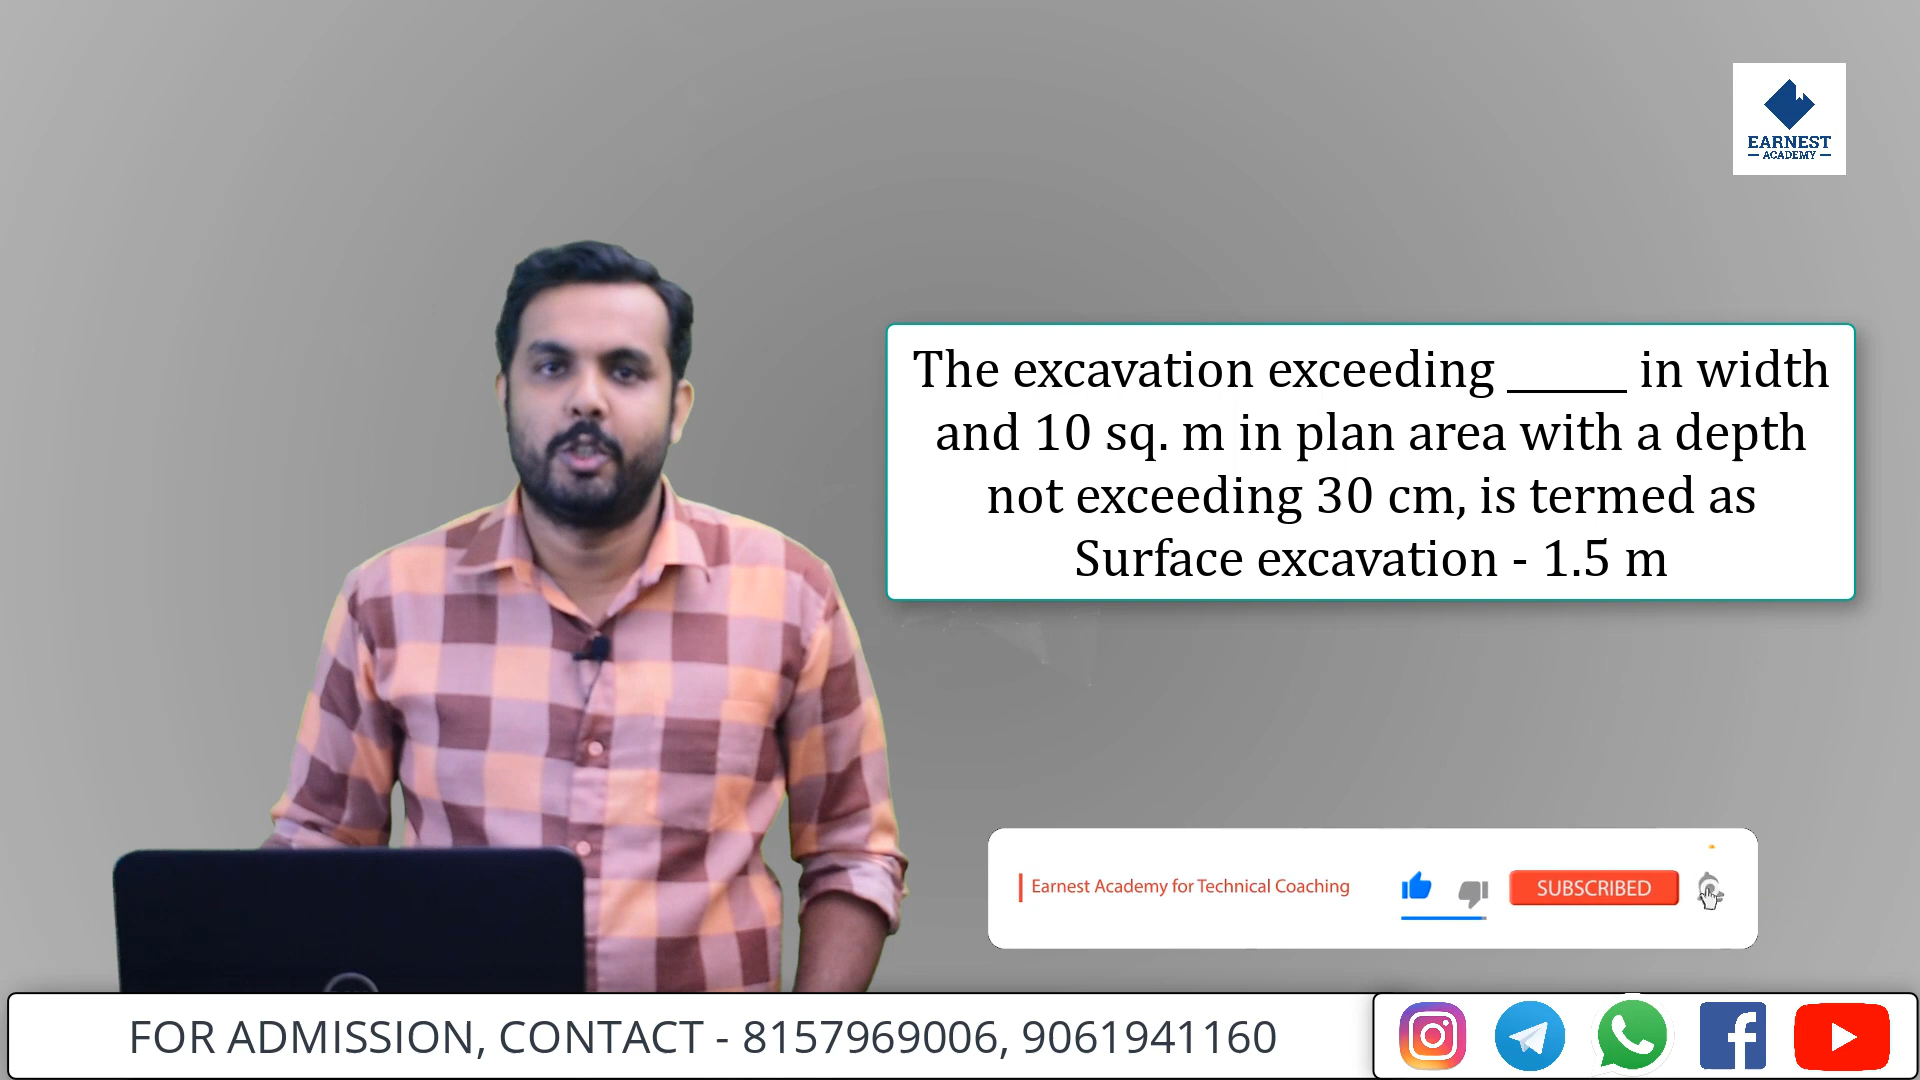 EARNEST
ACADEMY
The excavation exceeding ______ in width
and 10 sq. m in plan area with a depth
not exceeding 30 cm, is termed as
Surface excavation - 1.5 m
Earnest Academy for Technical Coaching
SUBSCRIBED
FOR ADMISSION, CONTACT - 8157969006, 9061941160